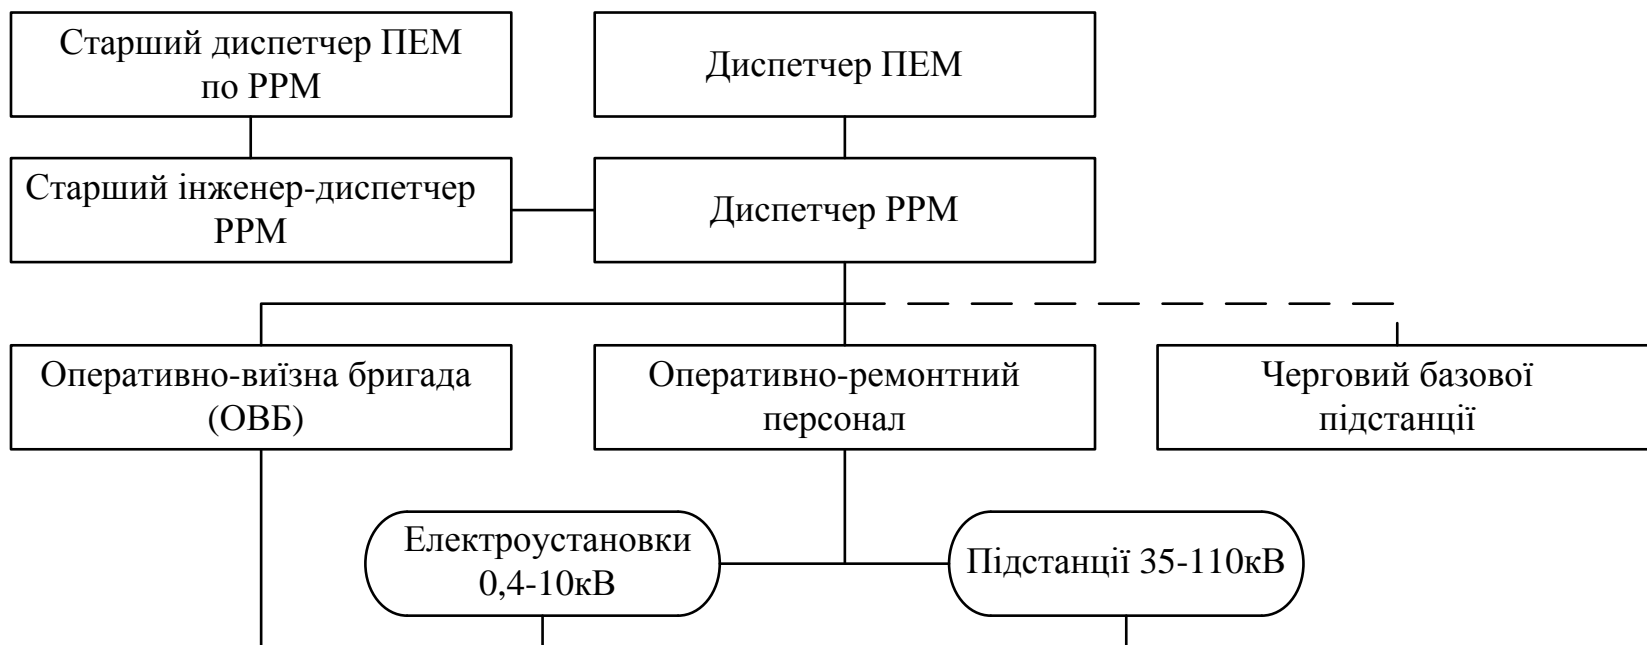 Старший диспетчер ПЕМ
по РРМ
Диспетчер ПЕМ
Старший інженер-диспетчер
РРМ
Диспетчер РРМ
Оперативно-виїзна бригада
(ОВБ)
Оперативно-ремонтний
персонал
Черговий базової
підстанції
Електроустановки
0,4-10кВ
Підстанції 35-110кВ